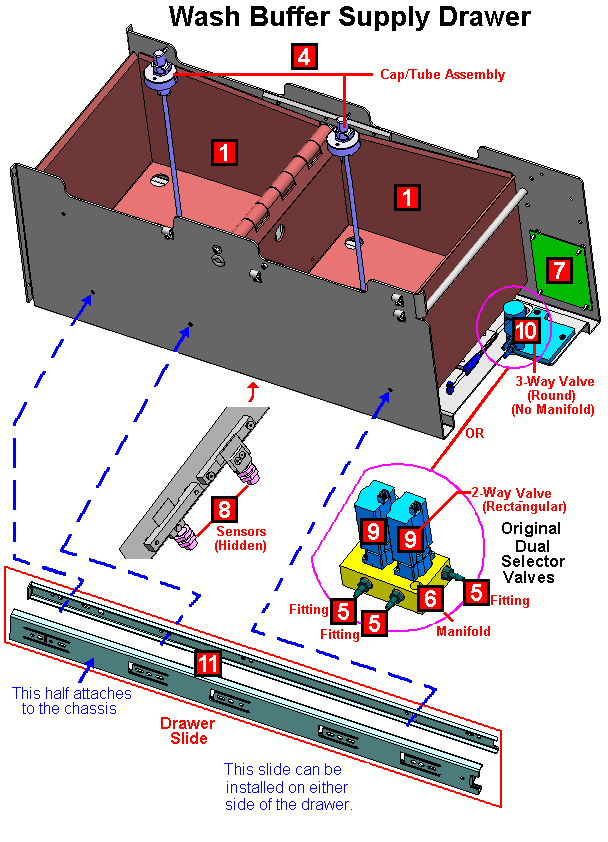 Wash Buffer Supply Drawer
4
Cap/Tube Assembly
1
1
7
10
3-Way Valve
(Round)
(No Manifold)
OR
8
Sensors
(Hidden)
2-Way Valve
(Rectangular)
9
9
Original
Dual
Selector
Valves
5
Fitting
6
Fitting
5
Fitting
5
Manifold
11
This half attaches
to the chassis
Drawer
Slide
This slide can be
installed on either
side of the drawer.